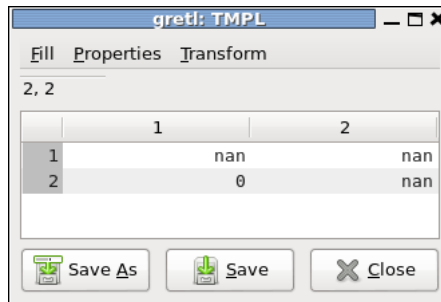 gretl: TMPL
Fill Properties Transform
2, 2
1 2
1 nan nan
2 0 nan
Save As Save Close